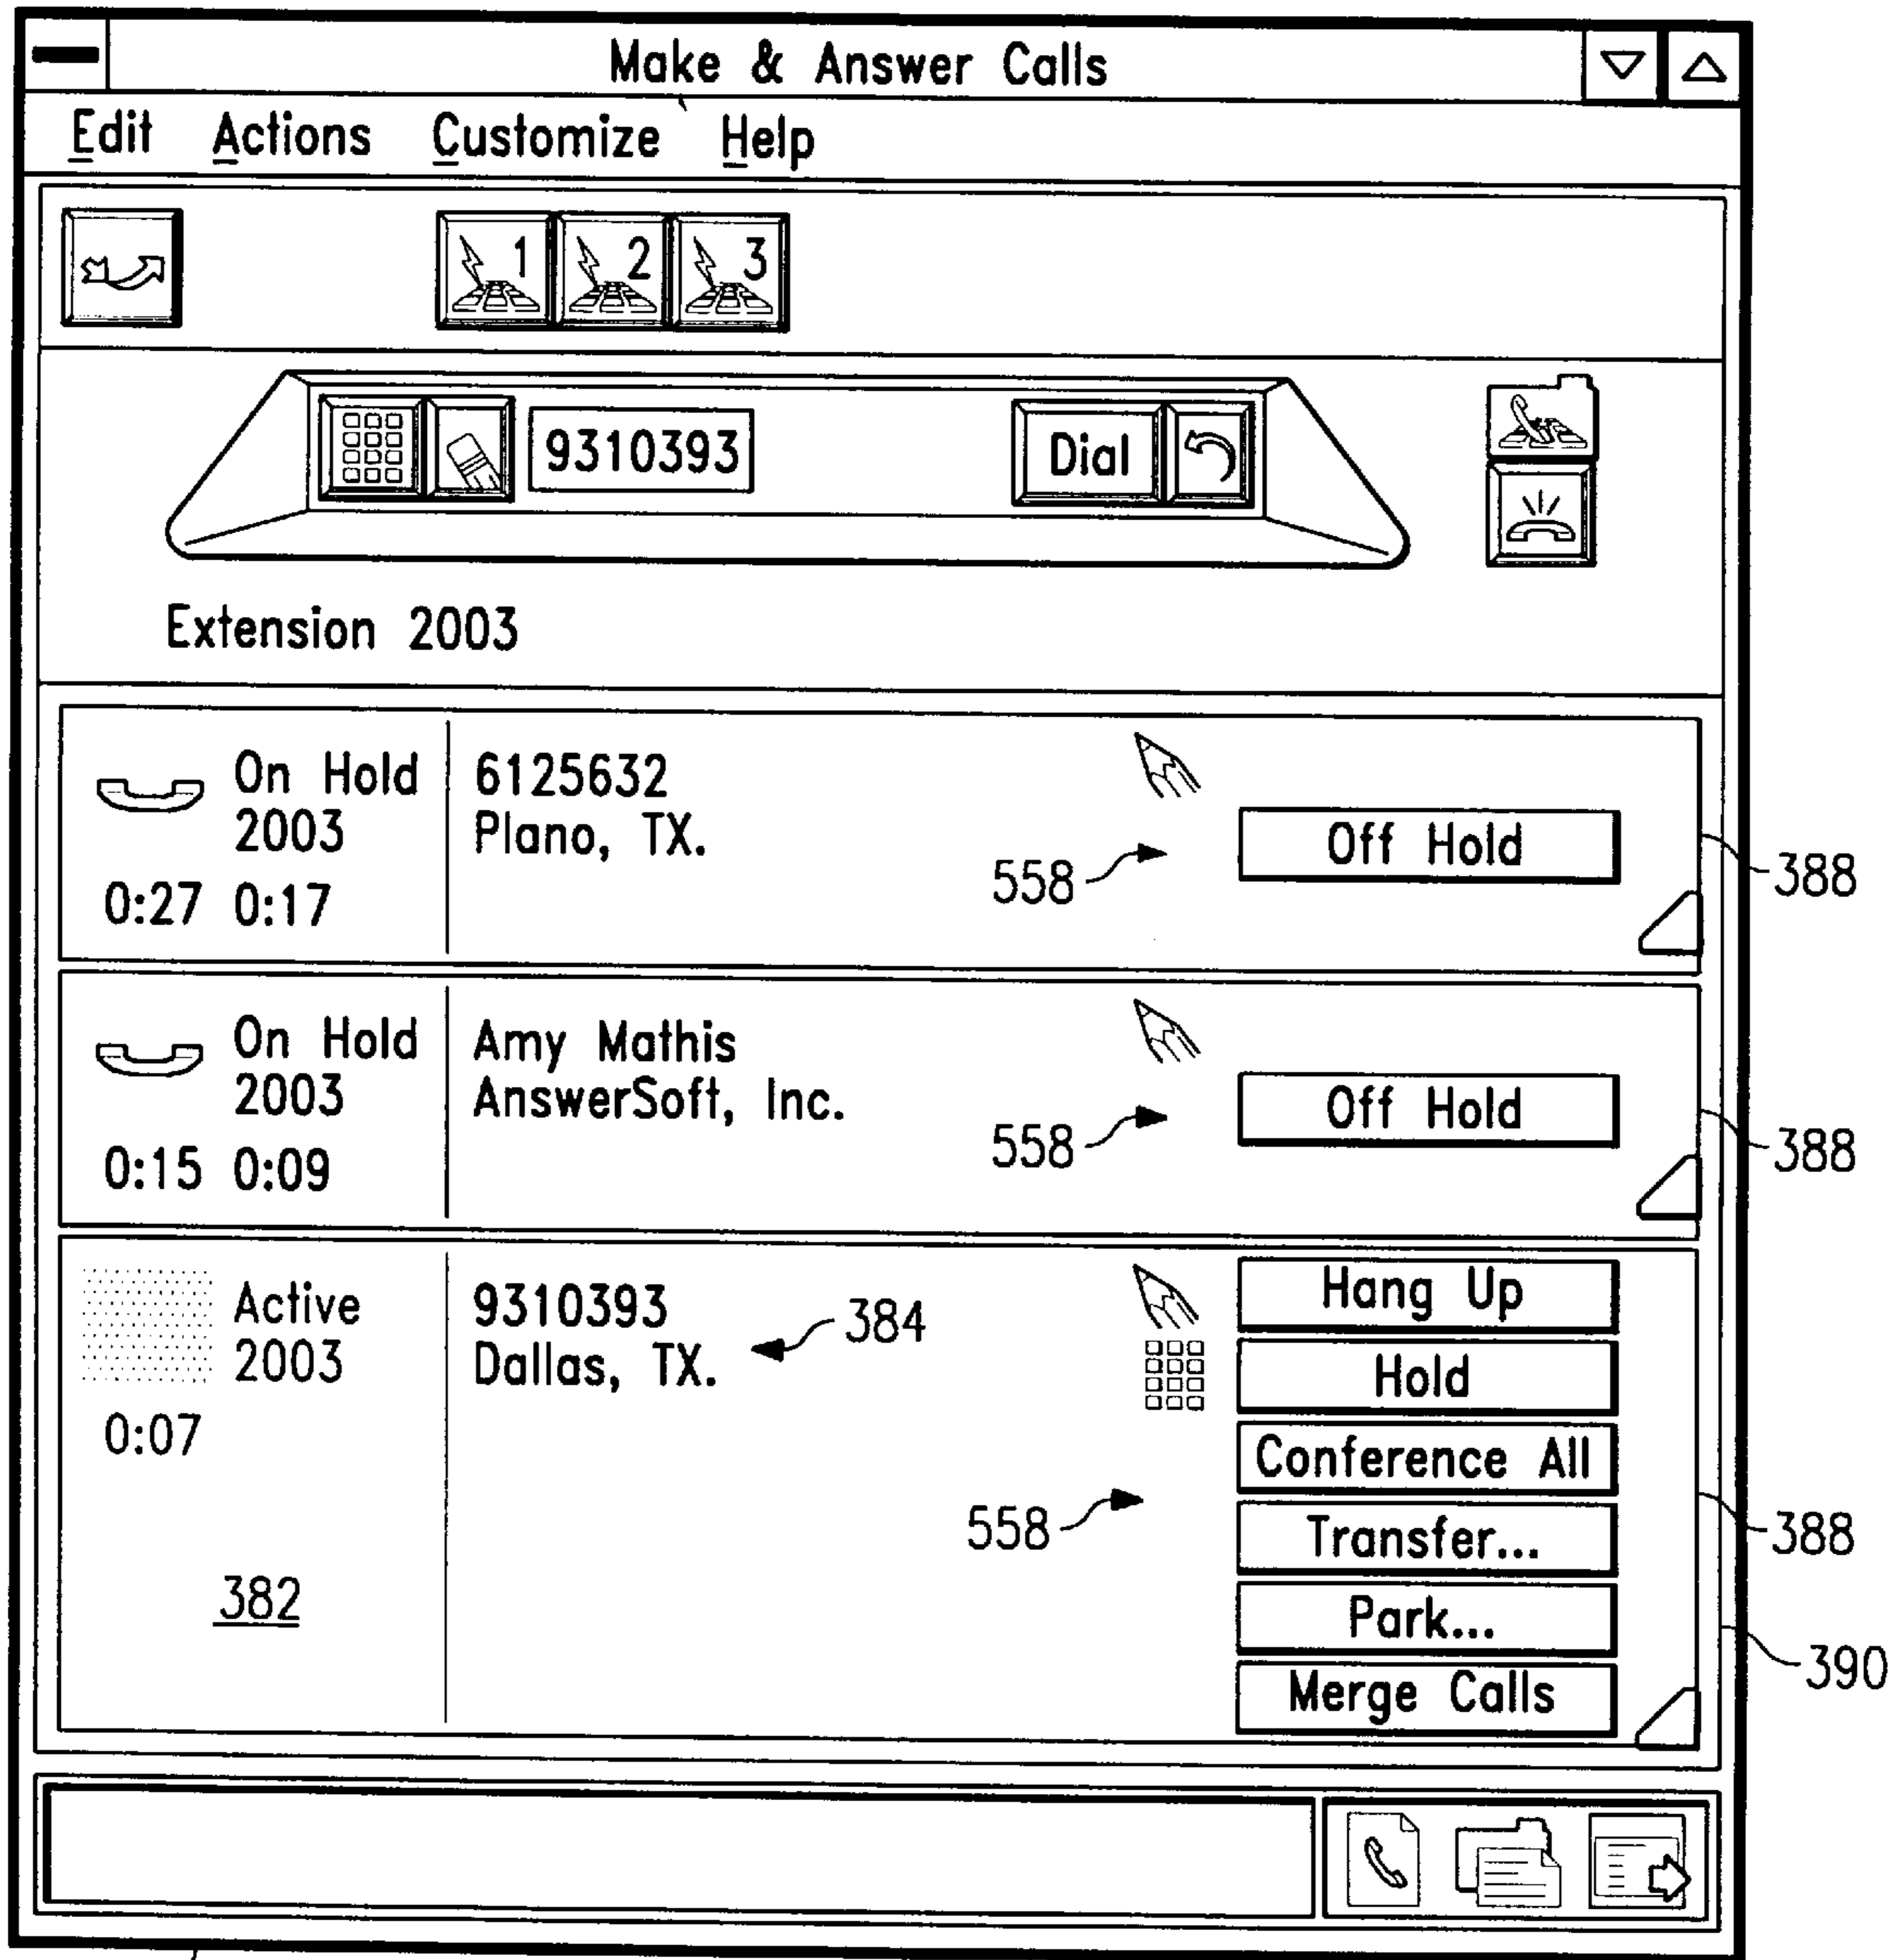 Make & Answer Calls
Edit Actions Customize Help
1 2 3
9310393 Dial
Extension 2003
On Hold
2003
0:27 0:17
6125632
Plano, TX.
558
Off Hold
388
On Hold
2003
0:15 0:09
Amy Mathis
AnswerSoft, Inc.
558
Off Hold
388
Active
2003
0:07
382
9310393
Dallas, TX.
384
558
Hang Up
Hold
Conference All
Transfer...
Park...
Merge Calls
388
390